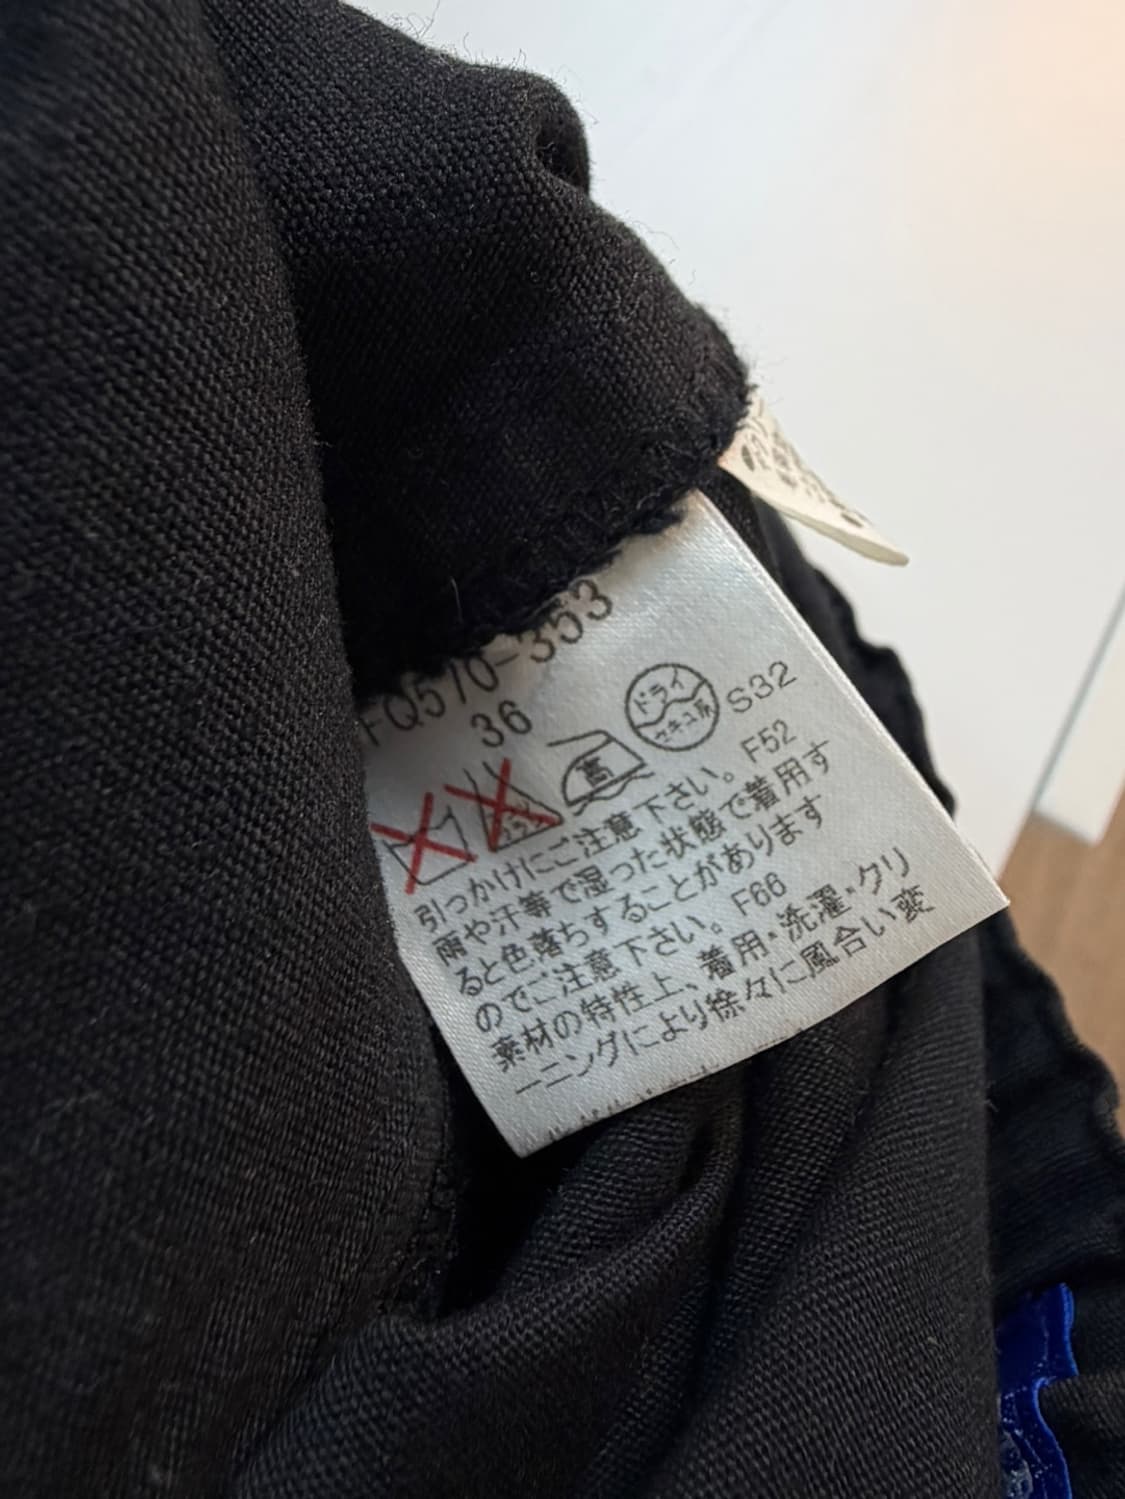 FQ570-353
36
高
ドライ
セキユ系
S32
引っかけにご注意下さい。F52
雨や汗等で湿った状態で着用す
ると色落ちすることがあります
のでご注意下さい。F66
素材の特性上、着用・洗濯・クリ
ーニングにより徐々に風合い変